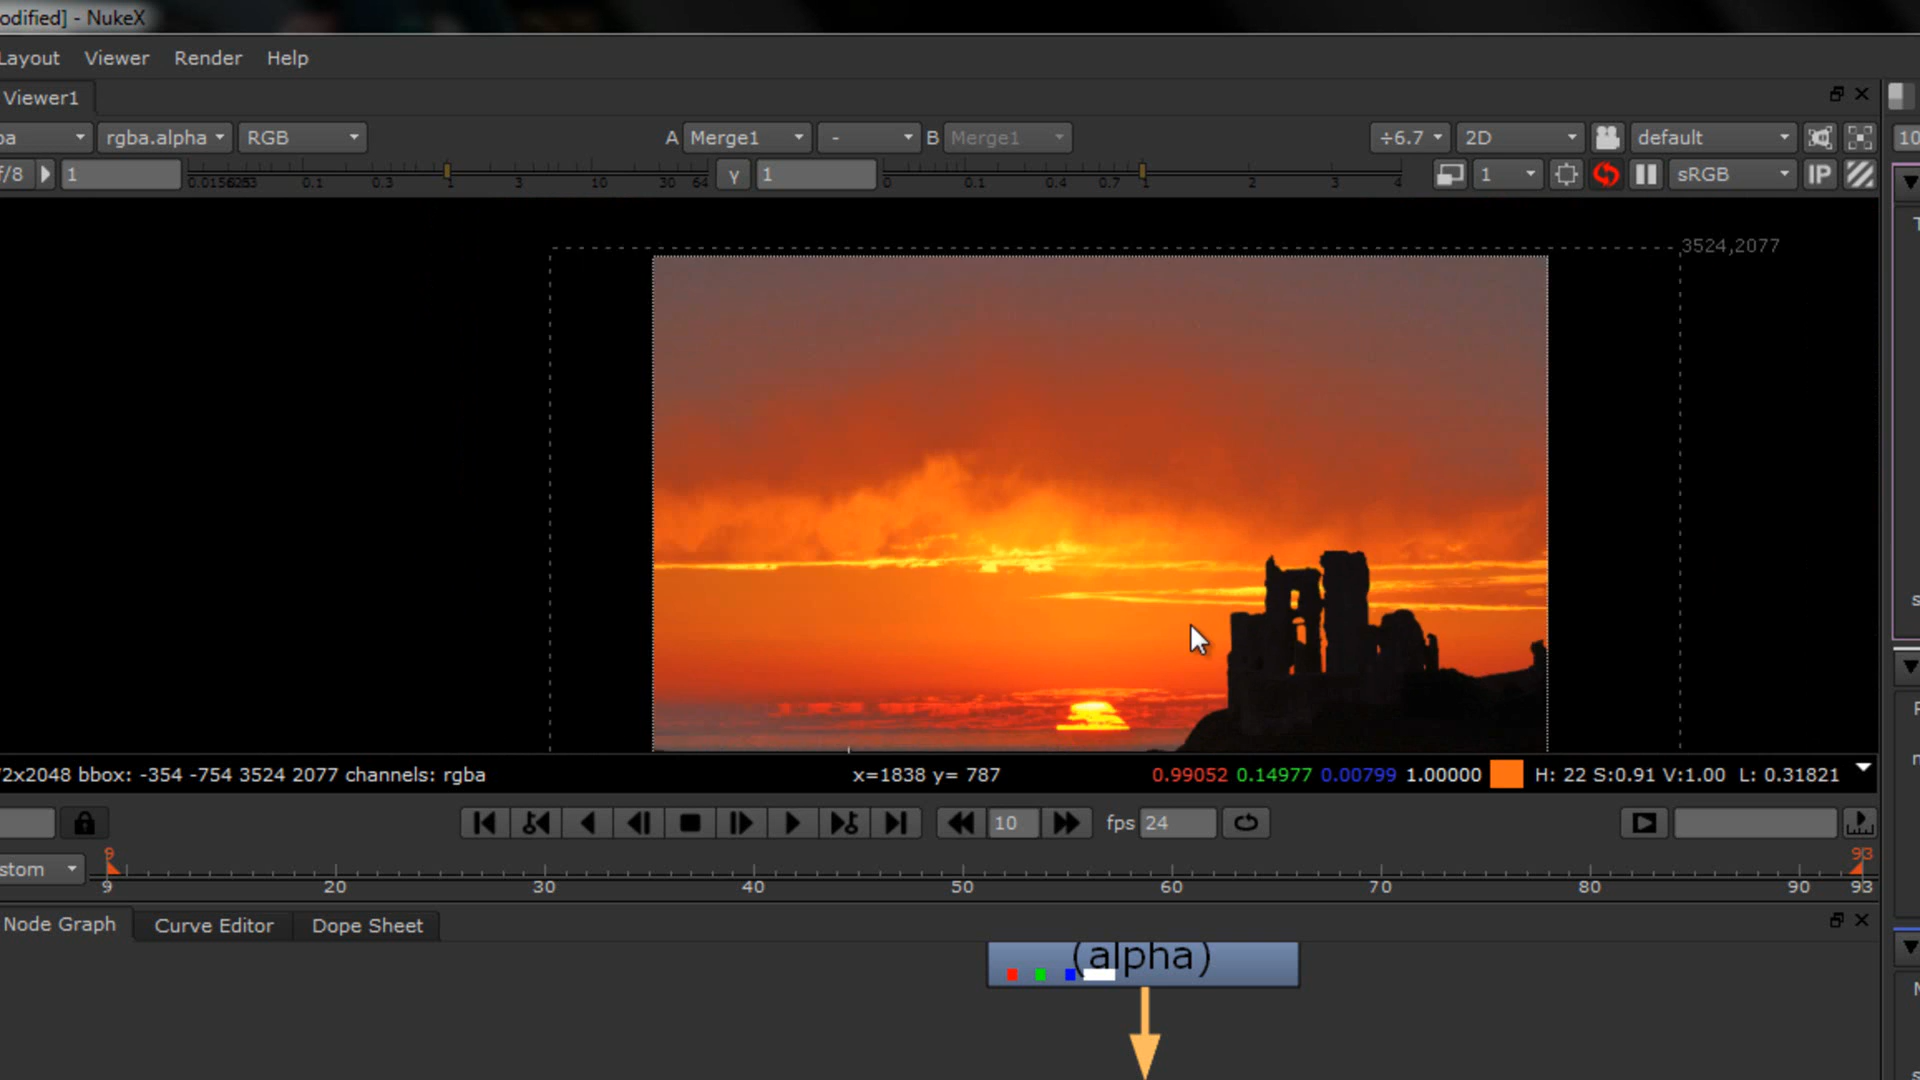 odified] - NukeX
Layout Viewer Render Help
Viewer1
ba rgba.alpha RGB A Merge1 - B Merge1 ÷6.7 2D default 10
f/8 1 0.1 0.3 1 3 10 30 64 γ 1 0 0.1 0.4 0.7 1 2 3 4 1 sRGB IP
3524,2077
2x2048 bbox: -354 -754 3524 2077 channels: rgba x=1838 y= 787 0.99052 0.14977 0.00799 1.00000 H: 22 S:0.91 V:1.00 L: 0.31821
10 fps 24
9 93
stom 9 20 30 40 50 60 70 80 90 93
Node Graph Curve Editor Dope Sheet
(alpha)